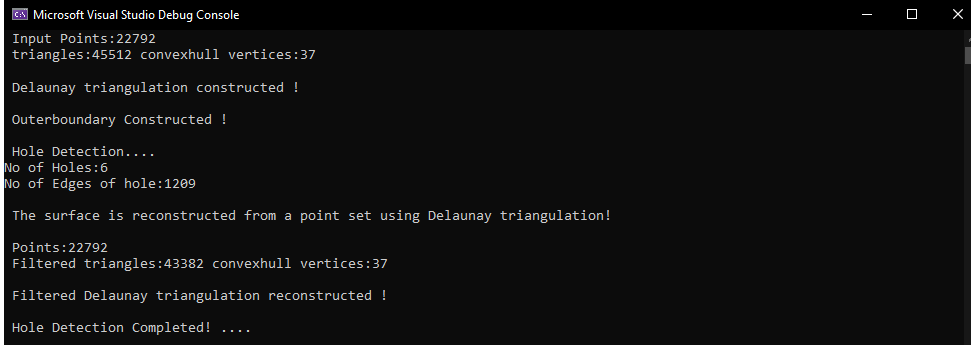 Microsoft Visual Studio Debug Console
Input Points:22792
triangles:45512 convexhull vertices:37
Delaunay triangulation constructed !
Outerboundary Constructed !
Hole Detection....
No of Holes:6
No of Edges of hole:1209
The surface is reconstructed from a point set using Delaunay triangulation!
Points:22792
Filtered triangles:43382 convexhull vertices:37
Filtered Delaunay triangulation reconstructed !
Hole Detection Completed! ....